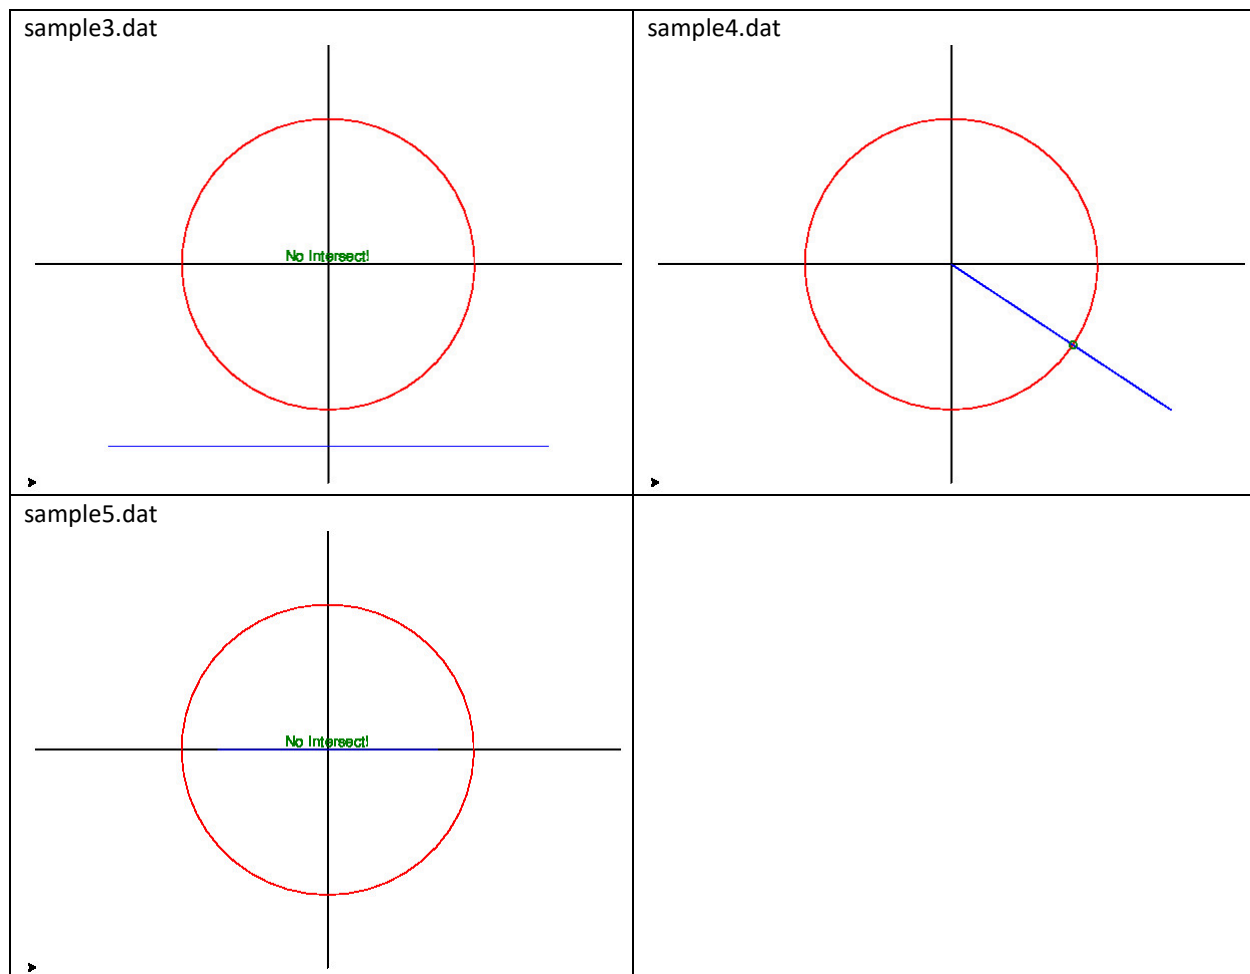 sample3.dat
No Intersect!
sample4.dat
sample5.dat
No Intersect!